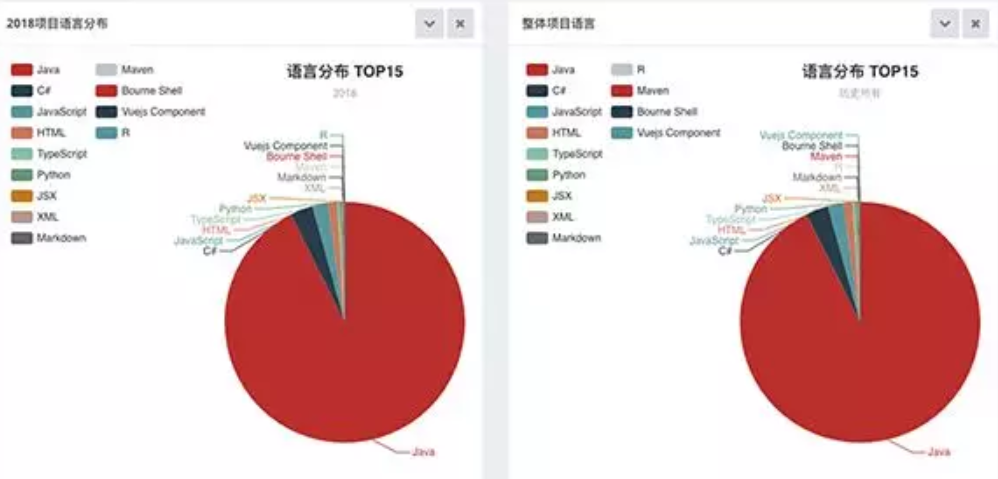 2018项目语言分布
Java
Maven
C#
Bourne Shell
JavaScript
Vuejs Component
HTML
R
TypeScript
Python
JSX
XML
Markdown
语言分布 TOP15
2018
R
Vuejs Component
Bourne Shell
Maven
Markdown
XML
JSX
Python
TypeScript
HTML
JavaScript
C#
Java
整体项目语言
Java
R
C#
Maven
JavaScript
Bourne Shell
HTML
Vuejs Component
TypeScript
Python
JSX
XML
Markdown
语言分布 TOP15
历史所有
Vuejs Component
Bourne Shell
Maven
R
Markdown
XML
JSX
Python
TypeScript
HTML
JavaScript
C#
Java